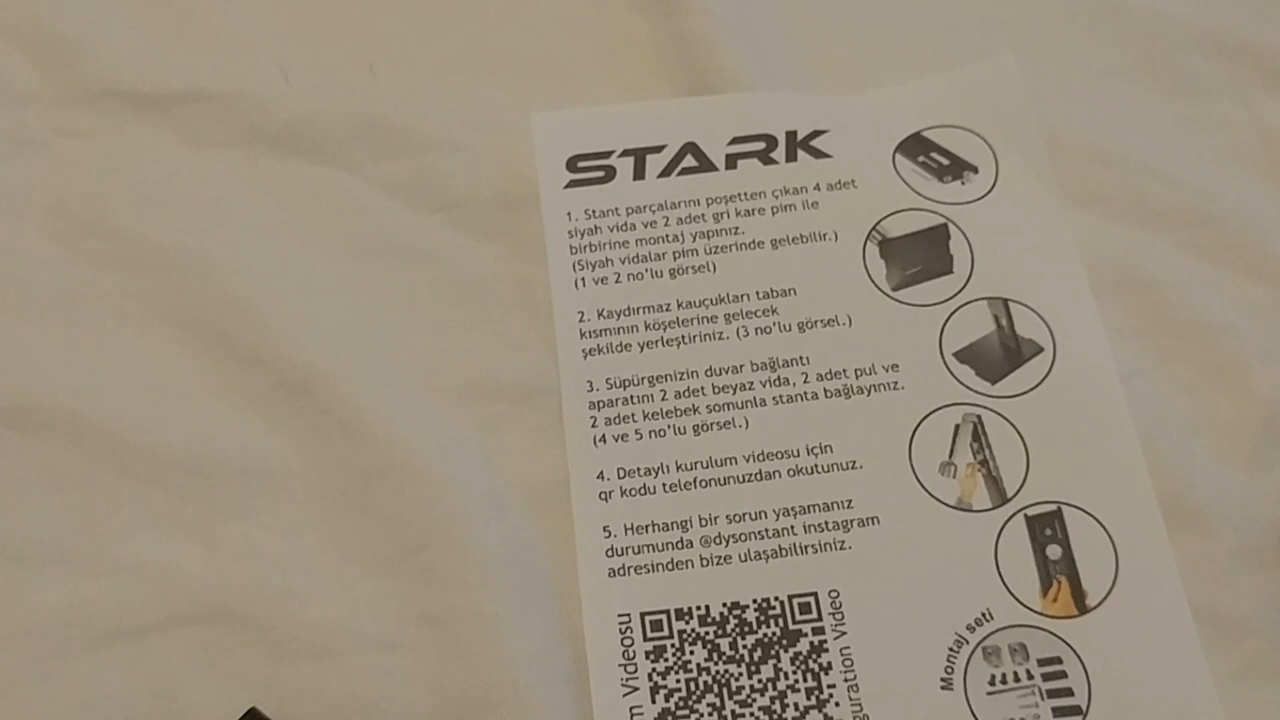 STARK
1. Stant parçalarını poşetten çıkan 4 adet
siyah vida ve 2 adet gri kare pim ile
birbirine montaj yapınız.
(Siyah vidalar pim üzerinde gelebilir.)
(1 ve 2 no'lu görsel)
2. Kaydırmaz kauçukları taban
kısmının köşelerine gelecek
şekilde yerleştiriniz. (3 no'lu görsel.)
3. Süpürgenizin duvar bağlantı
aparatını 2 adet beyaz vida, 2 adet pul ve
2 adet kelebek somunla stanta bağlayınız.
(4 ve 5 no'lu görsel.)
4. Detaylı kurulum videosu için
qr kodu telefonunuzdan okutunuz.
5. Herhangi bir sorun yaşamanız
durumunda @dysonstant instagram
adresinden bize ulaşabilirsiniz.
Videosu
Video
Montaj seti